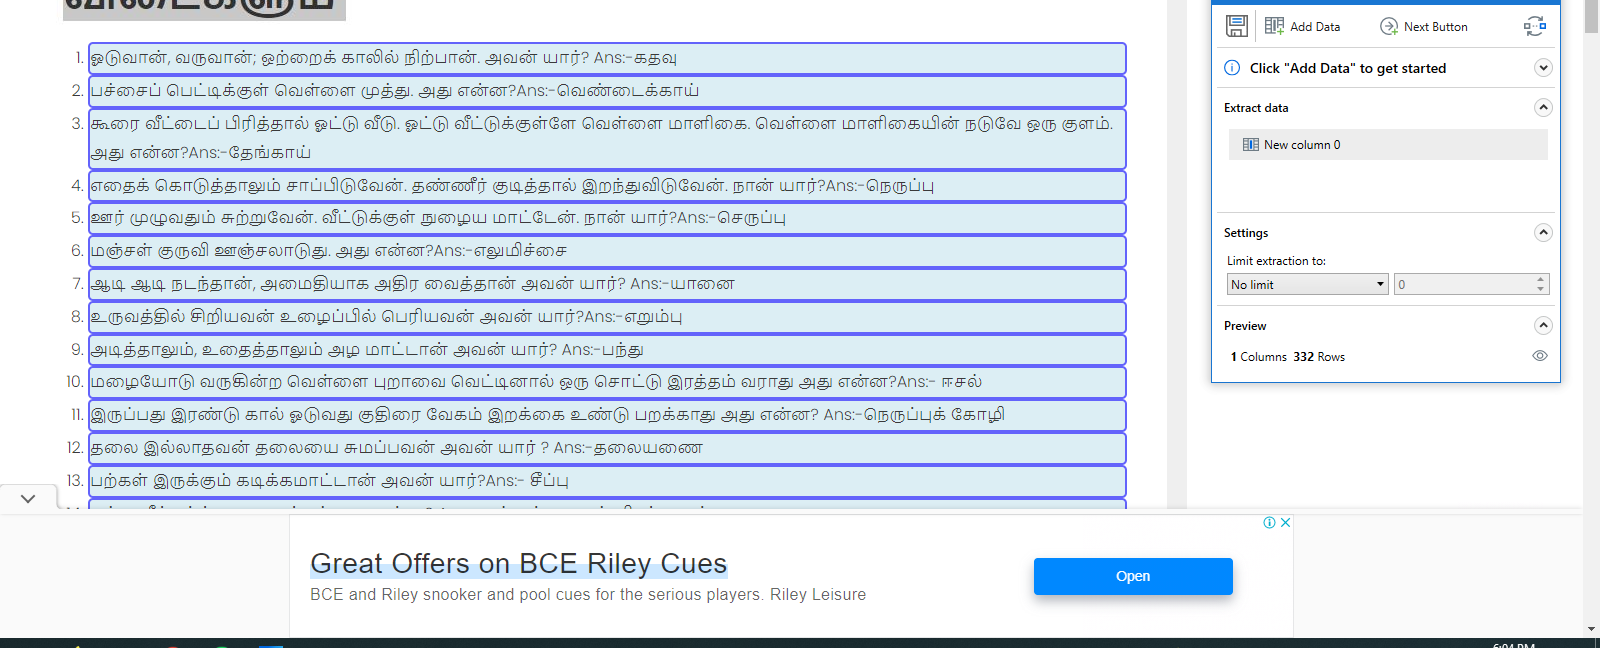 Add Data
Next Button
Click "Add Data" to get started
Extract data
New column 0
Settings
Limit extraction to:
No limit
0
Preview
1 Columns 332 Rows
1. ஓடுவான், வருவான்; ஒற்றைக் காலில் நிற்பான். அவன் யார்? Ans:-கதவு
2. பச்சைப் பெட்டிக்குள் வெள்ளை முத்து. அது என்ன?Ans:-வெண்டைக்காய்
3. கூரை வீட்டைப் பிரித்தால் ஓட்டு வீடு. ஓட்டு வீட்டுக்குள்ளே வெள்ளை மாளிகை. வெள்ளை மாளிகையின் நடுவே ஒரு குளம்.
அது என்ன?Ans:-தேங்காய்
4. எதைக் கொடுத்தாலும் சாப்பிடுவேன். தண்ணீர் குடித்தால் இறந்துவிடுவேன். நான் யார்?Ans:-நெருப்பு
5. ஊர் முழுவதும் சுற்றுவேன். வீட்டுக்குள் நுழைய மாட்டேன். நான் யார்?Ans:-செருப்பு
6. மஞ்சள் குருவி ஊஞ்சலாடுது. அது என்ன?Ans:-எலுமிச்சை
7. ஆடி ஆடி நடந்தான், அமைதியாக அதிர வைத்தான் அவன் யார்? Ans:-யானை
8. உருவத்தில் சிறியவன் உழைப்பில் பெரியவன் அவன் யார்?Ans:-எறும்பு
9. அடித்தாலும், உதைத்தாலும் அழ மாட்டான் அவன் யார்? Ans:-பந்து
10. மழையோடு வருகின்ற வெள்ளை புறாவை வெட்டினால் ஒரு சொட்டு இரத்தம் வராது அது என்ன?Ans:- ஈசல்
11. இருப்பது இரண்டு கால் ஓடுவது குதிரை வேகம் இறக்கை உண்டு பறக்காது அது என்ன? Ans:-நெருப்புக் கோழி
12. தலை இல்லாதவன் தலையை சுமப்பவன் அவன் யார் ? Ans:-தலையணை
13. பற்கள் இருக்கும் கடிக்கமாட்டான் அவன் யார்?Ans:- சீப்பு
Great Offers on BCE Riley Cues
BCE and Riley snooker and pool cues for the serious players. Riley Leisure
Open